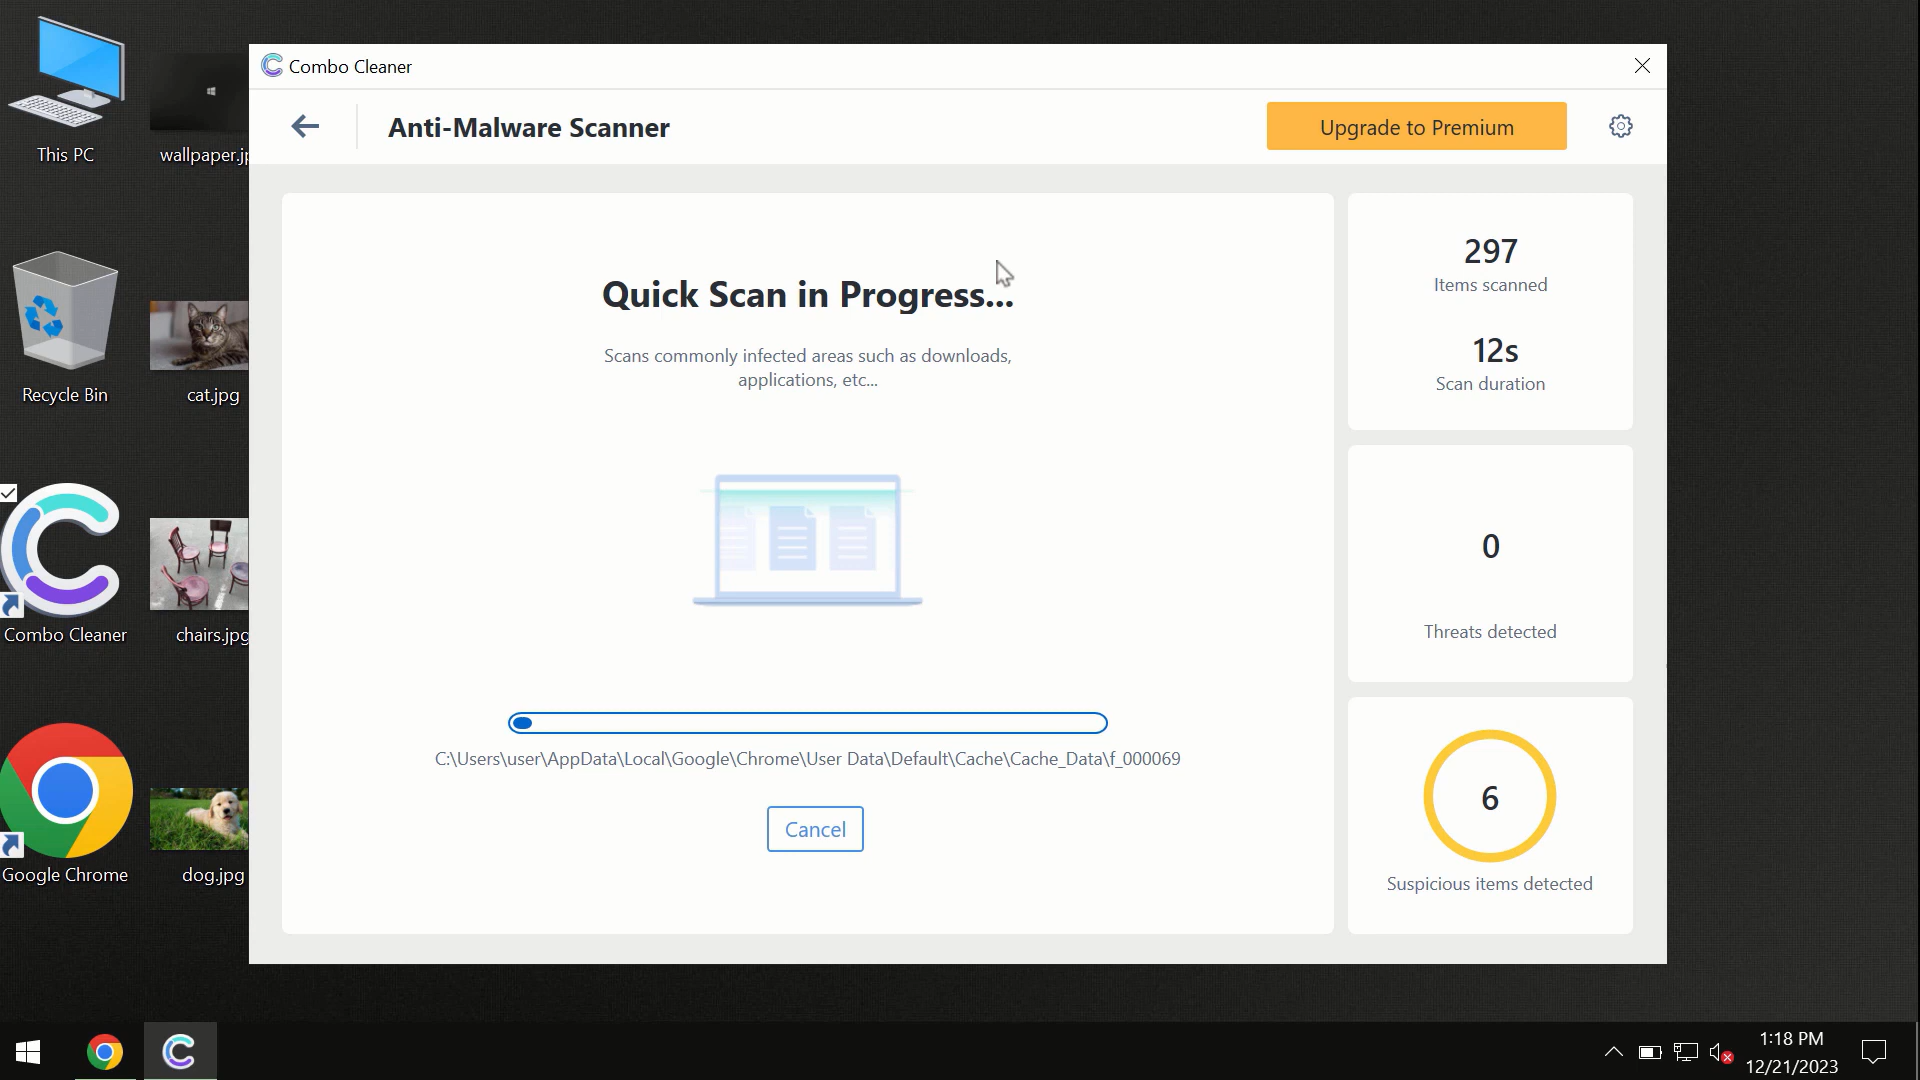 This PC
wallpaper.jp
Recycle Bin
cat.jpg
Combo Cleaner
chairs.jpg
Google Chrome
dog.jpg
Combo Cleaner
Anti-Malware Scanner
Upgrade to Premium
Quick Scan in Progress...
Scans commonly infected areas such as downloads,
applications, etc...
C:\Users\user\AppData\Local\Google\Chrome\User Data\Default\Cache\Cache_Data\f_000069
Cancel
297
Items scanned
12s
Scan duration
0
Threats detected
6
Suspicious items detected
1:18 PM
12/21/2023